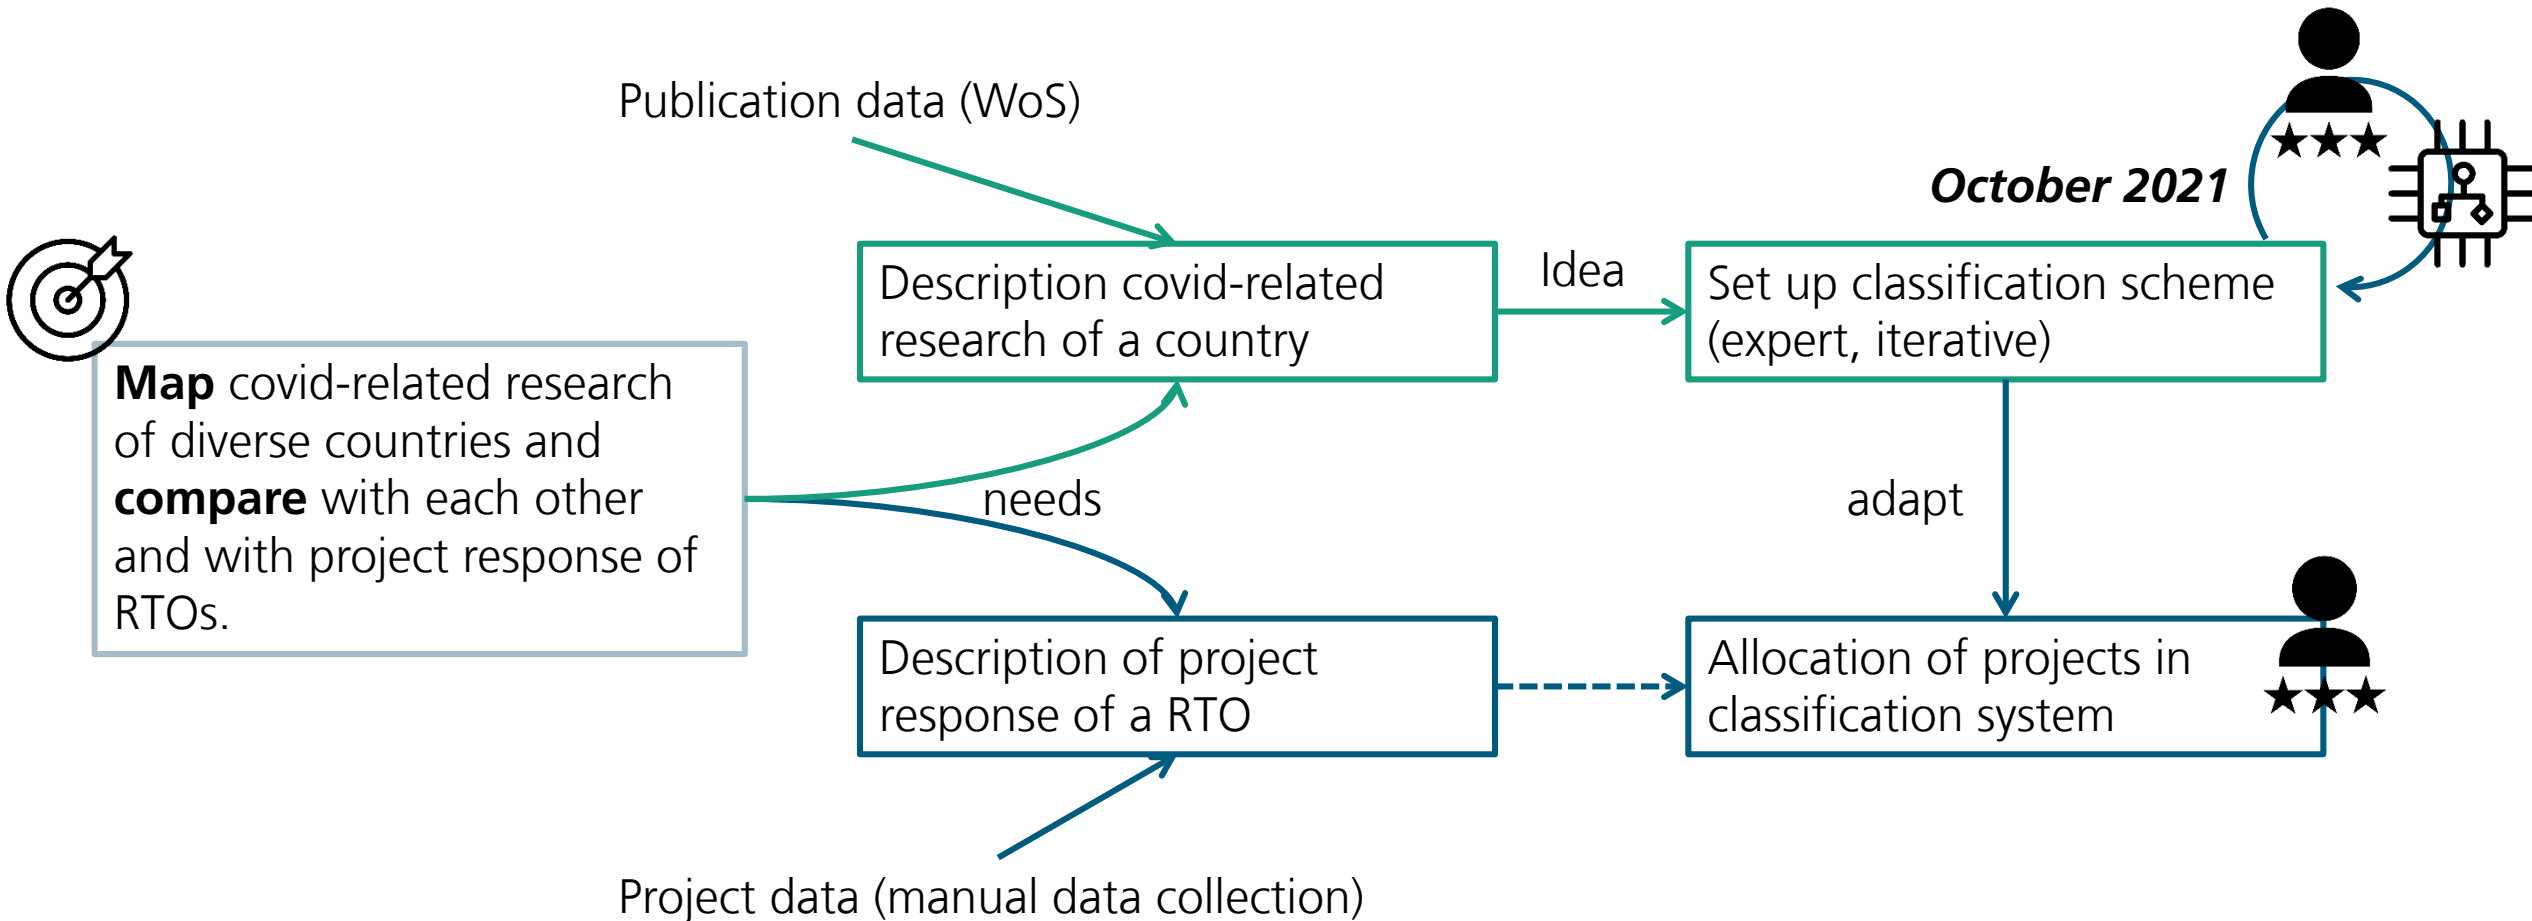 Publication data (WoS)
October 2021
Description covid-related
research of a country
Idea
Set up classification scheme
(expert, iterative)
Map covid-related research
of diverse countries and
compare with each other
and with project response of
RTOs.
needs
adapt
Description of project
response of a RTO
Allocation of projects in
classification system
Project data (manual data collection)